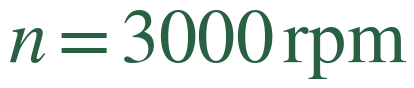 n = 3000 rpm